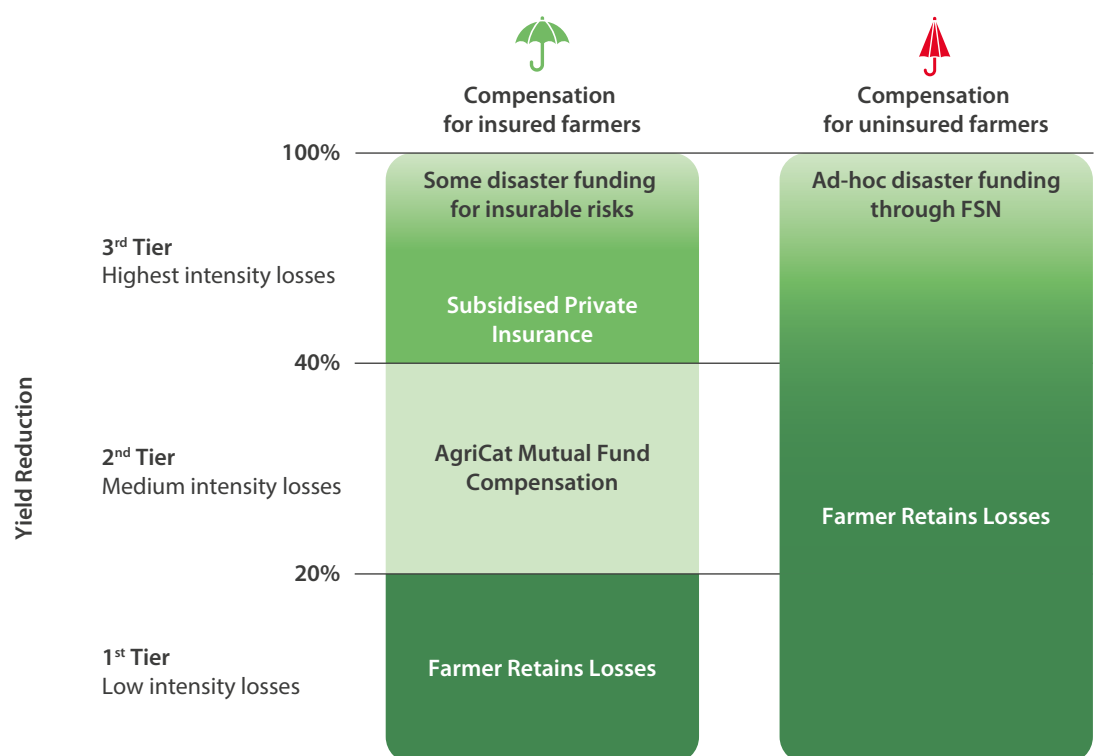 Compensation
for insured farmers
Compensation
for uninsured farmers
100%
Some disaster funding
for insurable risks
Ad-hoc disaster funding
through FSN
3rd Tier
Highest intensity losses
Subsidised Private
Insurance
40%
Yield Reduction
2nd Tier
Medium intensity losses
AgriCat Mutual Fund
Compensation
Farmer Retains Losses
20%
1st Tier
Low intensity losses
Farmer Retains Losses